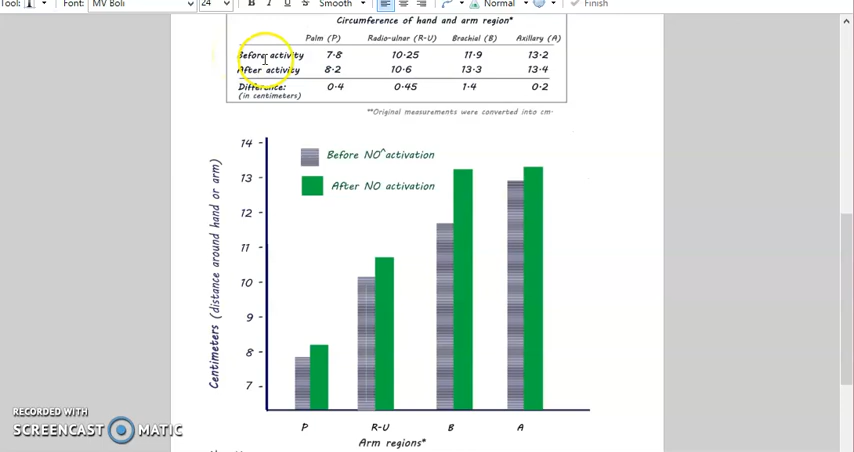 Tool: Font: MV Boli 24 B I U S Smooth Normal Finish
Circumference of hand and arm region*
Palm (P) Radio-ulnar (R-U) Brachial (B) Axillary (A)
Before activity 7.8 10.25 11.9 13.2
After activity 8.2 10.6 13.3 13.4
Difference: 0.4 0.45 1.4 0.2
(in centimeters)
**Original measurements were converted into cm.
14
13
12
11
10
9
8
7
Centimeters (distance around hand or arm)
Before NO^activation
After NO activation
P R-U B A
Arm regions*
RECORDED WITH
SCREENCAST MATIC